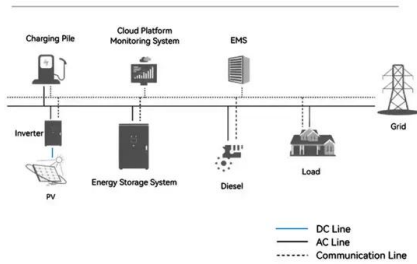 Charging Pile
Cloud Platform
Monitoring System
EMS
Grid
Inverter
PV
Energy Storage System
Diesel
Load
DC Line
AC Line
Communication Line